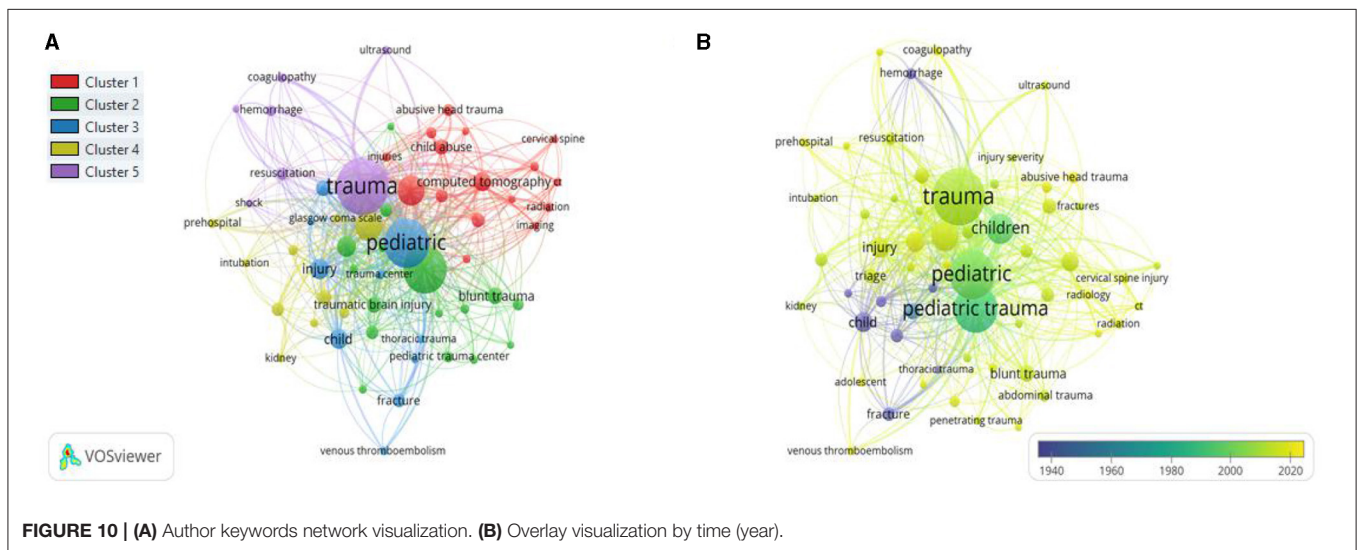 A
Cluster 1
Cluster 2
Cluster 3
Cluster 4
Cluster 5
ultrasound
coagulopathy
hemorrhage
abusive head trauma
cervical spine
child abuse
injuries
resuscitation
trauma
computed tomography
ct
shock
radiation
glasgow coma scale
prehospital
imaging
pediatric
intubation
injury
trauma center
blunt trauma
traumatic brain injury
child
thoracic trauma
kidney
pediatric trauma center
fracture
venous thromboembolism
VOSviewer
B
coagulopathy
hemorrhage
ultrasound
prehospital
resuscitation
injury severity
abusive head trauma
intubation
trauma
fractures
children
injury
triage
pediatric
cervical spine injury
radiology
kidney
pediatric trauma
ct
child
radiation
thoracic trauma
blunt trauma
adolescent
abdominal trauma
fracture
penetrating trauma
venous thromboembolism
1940 1960 1980 2000 2020
FIGURE 10 | (A) Author keywords network visualization. (B) Overlay visualization by time (year).